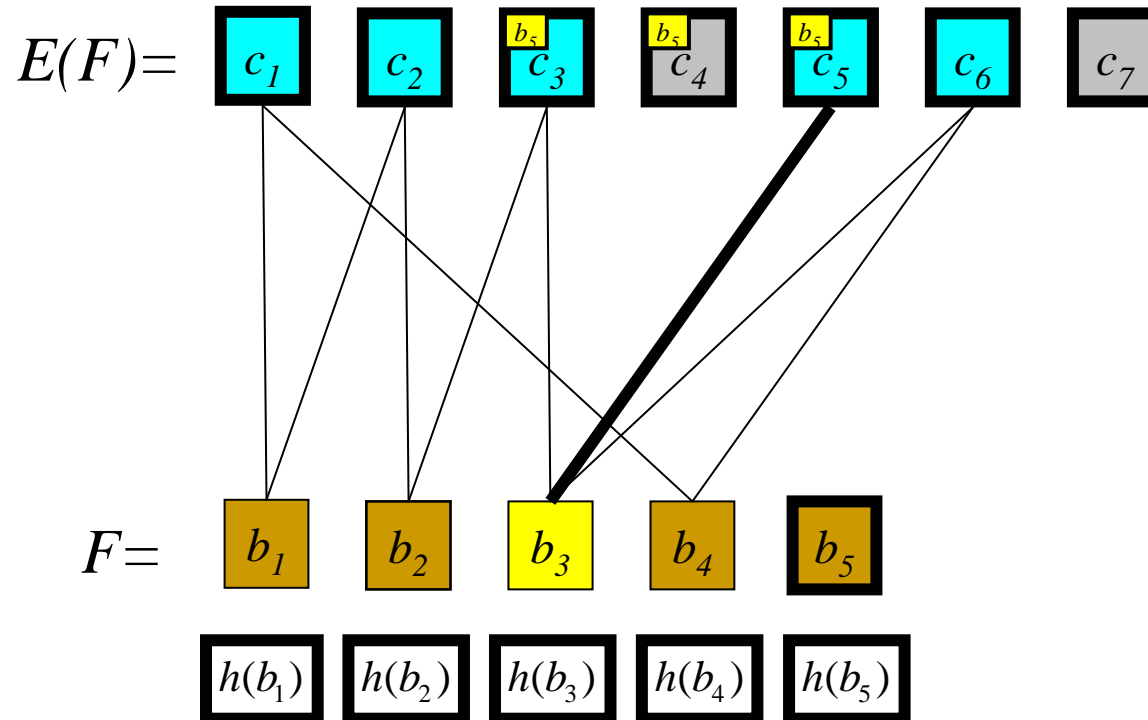 E(F)= c₁ c₂ b₅ c₃ b₅ c₄ b₅ c₅ c₆ c₇
F= b₁ b₂ b₃ b₄ b₅
h(b₁) h(b₂) h(b₃) h(b₄) h(b₅)